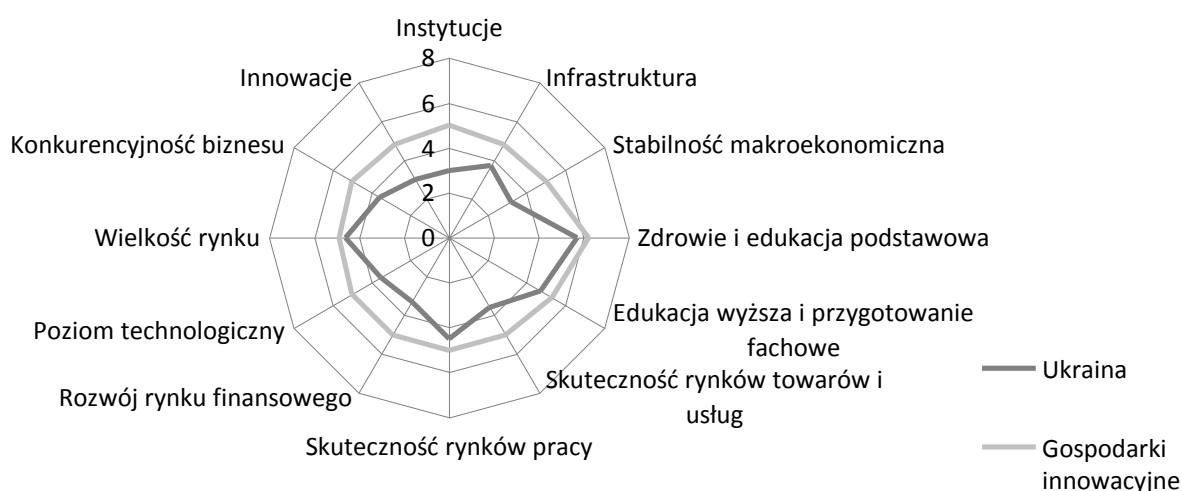 Instytucje
8
Innowacje
Infrastruktura
6
Konkurencyjność biznesu
Stabilność makroekonomiczna
4
2
Wielkość rynku
0
Zdrowie i edukacja podstawowa
Poziom technologiczny
Edukacja wyższa i przygotowanie
fachowe
Rozwój rynku finansowego
Skuteczność rynków towarów i
usług
Skuteczność rynków pracy
Ukraina
Gospodarki
innowacyjne